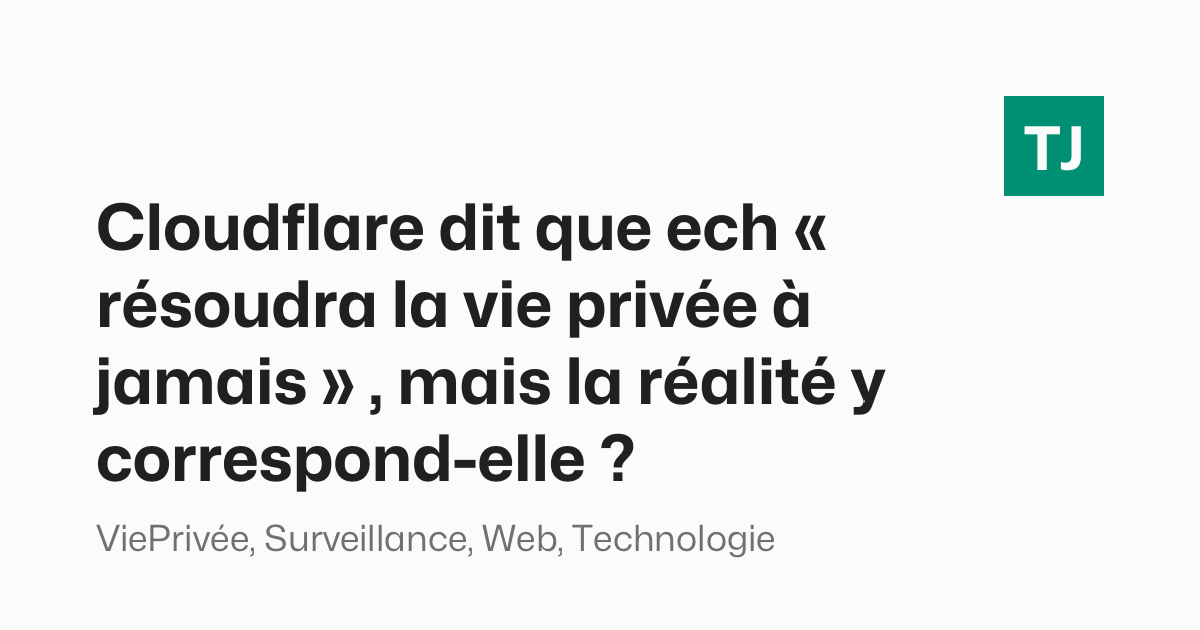 TJ
Cloudflare dit que ech «
résoudra la vie privée à
jamais » , mais la réalité y
correspond-elle ?
ViePrivée, Surveillance, Web, Technologie